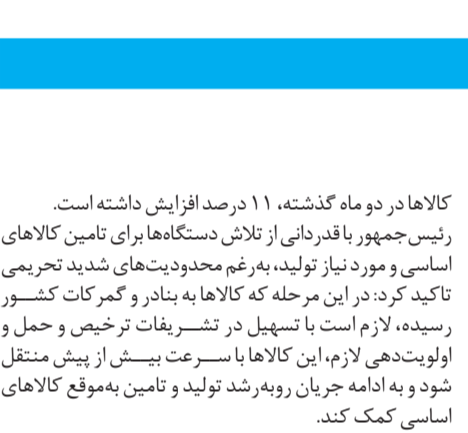 کالاها در دو ماه گذشته، ۱۱ درصد افزایش داشته است.
رئیس‌جمهور با قدردانی از تلاش دستگاه‌ها برای تامین کالاهای
اساسی و مورد نیاز تولید، به‌رغم محدودیت‌های شدید تحریمی
تاکید کرد: در این مرحله که کالاها به بنادر و گمرکات کشور
رسیده، لازم است با تسهیل در تشریفات ترخیص و حمل و
اولویت‌دهی لازم، این کالاها با سرعت بیش از پیش منتقل
شود و به ادامه جریان روبه‌رشد تولید و تامین به‌موقع کالاهای
اساسی کمک کند.